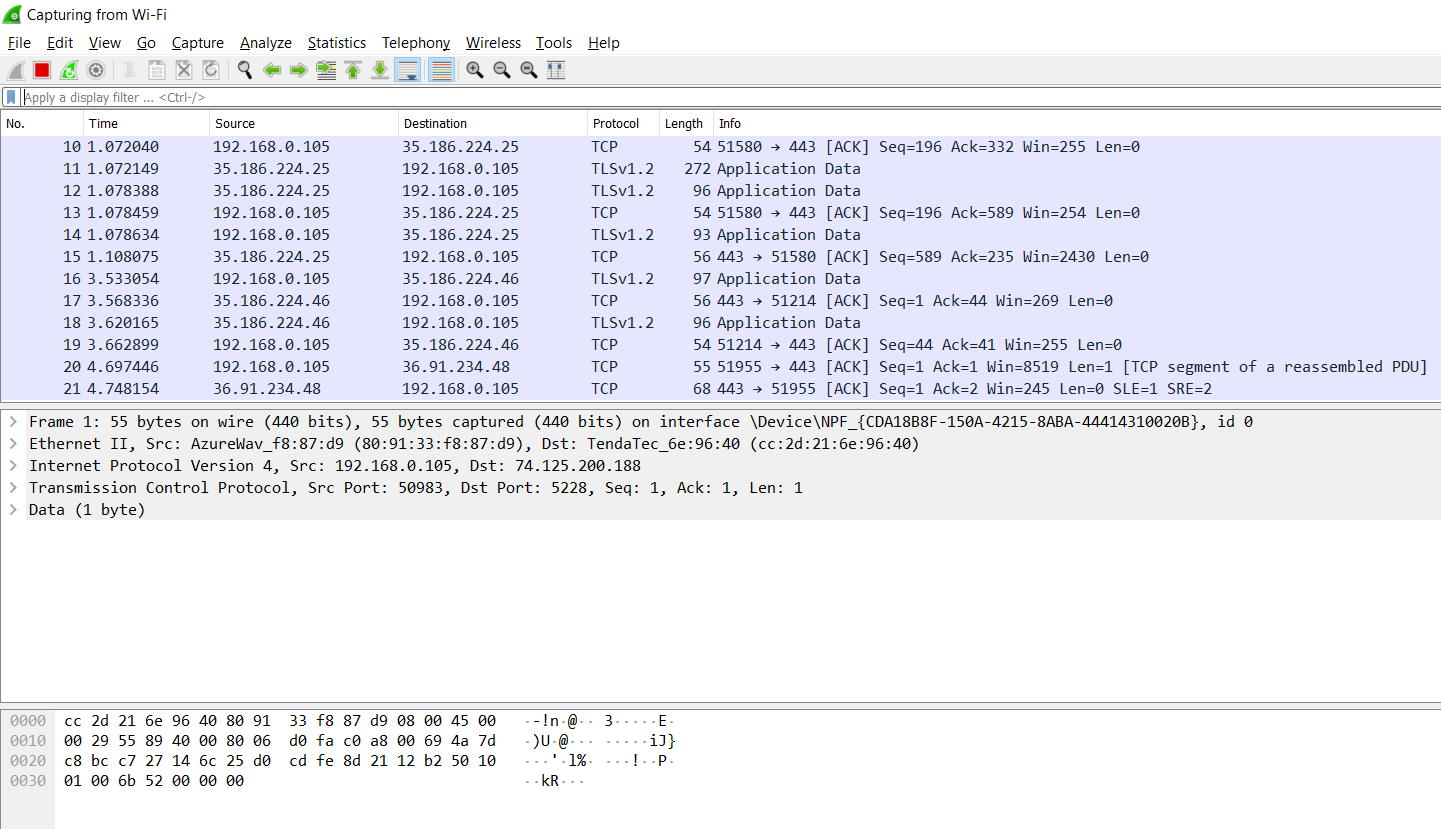 Capturing from Wi-Fi
File Edit View Go Capture Analyze Statistics Telephony Wireless Tools Help
Apply a display filter ... <Ctrl-/>
No. Time Source Destination Protocol Length Info
10 1.072040 192.168.0.105 35.186.224.25 TCP 54 51580 → 443 [ACK] Seq=196 Ack=332 Win=255 Len=0
11 1.072149 35.186.224.25 192.168.0.105 TLSv1.2 272 Application Data
12 1.078388 35.186.224.25 192.168.0.105 TLSv1.2 96 Application Data
13 1.078459 192.168.0.105 35.186.224.25 TCP 54 51580 → 443 [ACK] Seq=196 Ack=589 Win=254 Len=0
14 1.078634 192.168.0.105 35.186.224.25 TLSv1.2 93 Application Data
15 1.108075 35.186.224.25 192.168.0.105 TCP 56 443 → 51580 [ACK] Seq=589 Ack=235 Win=2430 Len=0
16 3.533054 192.168.0.105 35.186.224.46 TLSv1.2 97 Application Data
17 3.568336 35.186.224.46 192.168.0.105 TCP 56 443 → 51214 [ACK] Seq=1 Ack=44 Win=269 Len=0
18 3.620165 35.186.224.46 192.168.0.105 TLSv1.2 96 Application Data
19 3.662899 192.168.0.105 35.186.224.46 TCP 54 51214 → 443 [ACK] Seq=44 Ack=41 Win=255 Len=0
20 4.697446 192.168.0.105 36.91.234.48 TCP 55 51955 → 443 [ACK] Seq=1 Ack=1 Win=8519 Len=1 [TCP segment of a reassembled PDU]
21 4.748154 36.91.234.48 192.168.0.105 TCP 68 443 → 51955 [ACK] Seq=1 Ack=2 Win=245 Len=0 SLE=1 SRE=2
Frame 1: 55 bytes on wire (440 bits), 55 bytes captured (440 bits) on interface \Device\NPF_{CDA18B8F-150A-4215-8ABA-44414310020B}, id 0
Ethernet II, Src: AzureWav_f8:87:d9 (80:91:33:f8:87:d9), Dst: TendaTec_6e:96:40 (cc:2d:21:6e:96:40)
Internet Protocol Version 4, Src: 192.168.0.105, Dst: 74.125.200.188
Transmission Control Protocol, Src Port: 50983, Dst Port: 5228, Seq: 1, Ack: 1, Len: 1
Data (1 byte)
0000 cc 2d 21 6e 96 40 80 91 33 f8 87 d9 08 00 45 00 ·-!n·@·· 3·····E·
0010 00 29 55 89 40 00 80 06 d0 fa c0 a8 00 69 4a 7d ·)U·@··· ·····iJ}
0020 c8 bc c7 27 14 6c 25 d0 cd fe 8d 21 12 b2 50 10 ···'·l%· ···!··P·
0030 01 00 6b 52 00 00 00 ··kR···